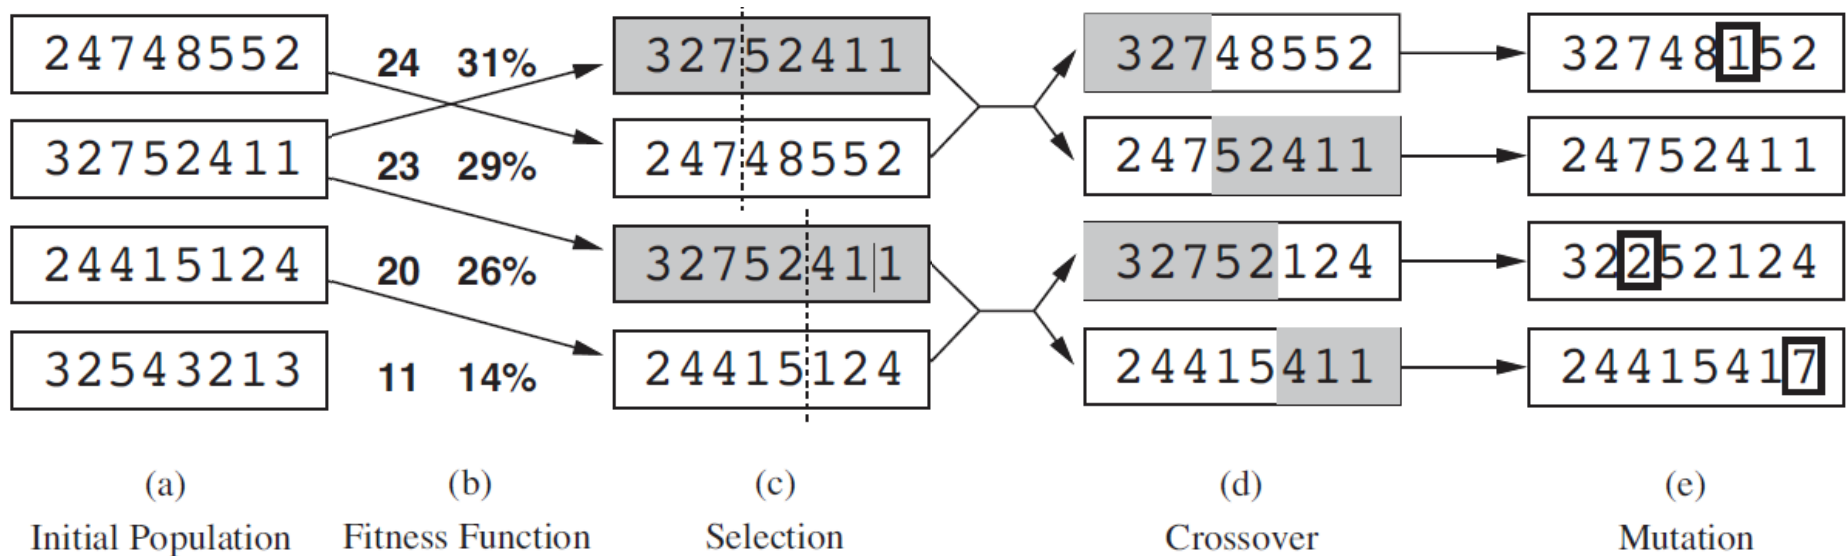 24748552 24 31% 32752411 32748552 32748152
32752411 23 29% 24748552 24752411 24752411
24415124 20 26% 32752411 32752124 32252124
32543213 11 14% 24415124 24415411 24415417
(a) (b) (c) (d) (e)
Initial Population Fitness Function Selection Crossover Mutation